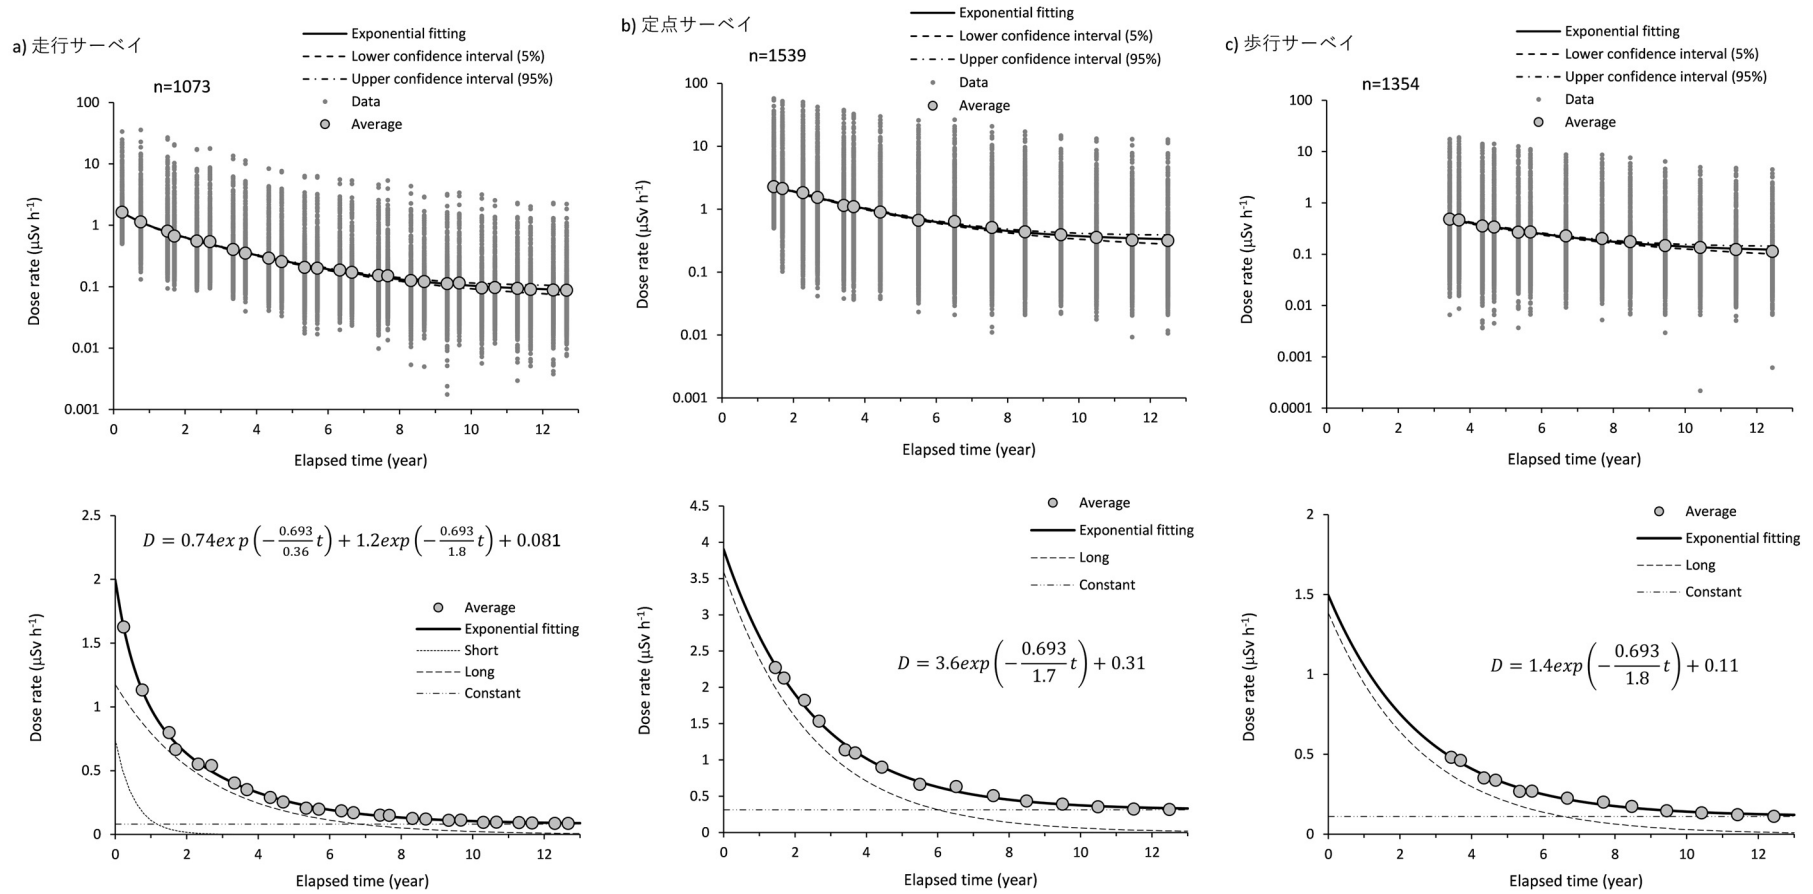 a) 走行サーベイ
Exponential fitting
Lower confidence interval (5%)
Upper confidence interval (95%)
Data
Average
n=1073
100
10
1
0.1
0.01
0.001
Dose rate (μSv h-1)
0 2 4 6 8 10 12
Elapsed time (year)
b) 定点サーベイ
Exponential fitting
Lower confidence interval (5%)
Upper confidence interval (95%)
Data
Average
n=1539
100
10
1
0.1
0.01
0.001
Dose rate (μSv h-1)
0 2 4 6 8 10 12
Elapsed time (year)
c) 歩行サーベイ
Exponential fitting
Lower confidence interval (5%)
Upper confidence interval (95%)
Data
Average
n=1354
100
10
1
0.1
0.01
0.001
0.0001
Dose rate (μSv h-1)
0 2 4 6 8 10 12
Elapsed time (year)
2.5
2
1.5
1
0.5
0
Dose rate (μSv h-1)
D = 0.74exp(−0.693/0.36 t) + 1.2exp(−0.693/1.8 t) + 0.081
Average
Exponential fitting
Short
Long
Constant
0 2 4 6 8 10 12
Elapsed time (year)
4.5
4
3.5
3
2.5
2
1.5
1
0.5
0
Dose rate (μSv h-1)
Average
Exponential fitting
Long
Constant
D = 3.6exp(−0.693/1.7 t) + 0.31
0 2 4 6 8 10 12
Elapsed time (year)
2
1.5
1
0.5
0
Dose rate (μSv h-1)
Average
Exponential fitting
Long
Constant
D = 1.4exp(−0.693/1.8 t) + 0.11
0 2 4 6 8 10 12
Elapsed time (year)